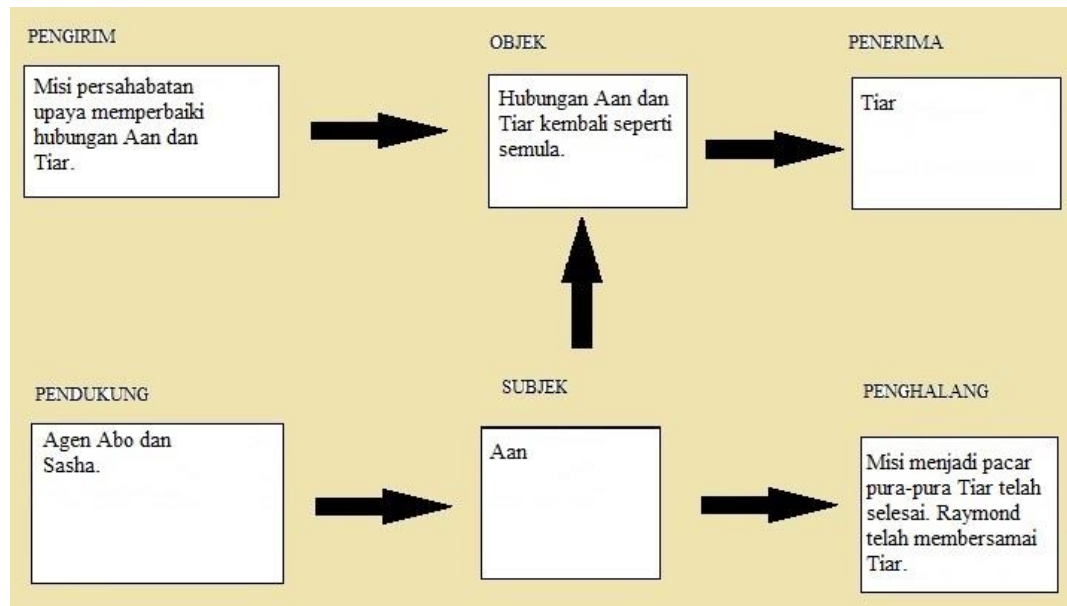 PENGIRIM
Misi persahabatan
upaya memperbaiki
hubungan Aan dan
Tiar.
OBJEK
Hubungan Aan dan
Tiar kembali seperti
semula.
PENERIMA
Tiar
PENDUKUNG
Agen Abo dan
Sasha.
SUBJEK
Aan
PENGHALANG
Misi menjadi pacar
pura-pura Tiar telah
selesai. Raymond
telah membersamai
Tiar.